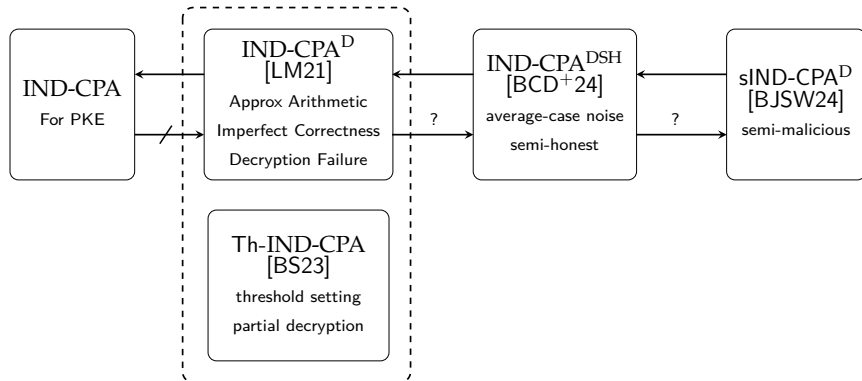 IND-CPA
For PKE
IND-CPA^D
[LM21]
Approx Arithmetic
Imperfect Correctness
Decryption Failure
?
IND-CPA^DSH
[BCD+24]
average-case noise
semi-honest
?
sIND-CPA^D
[BJSW24]
semi-malicious
Th-IND-CPA
[BS23]
threshold setting
partial decryption